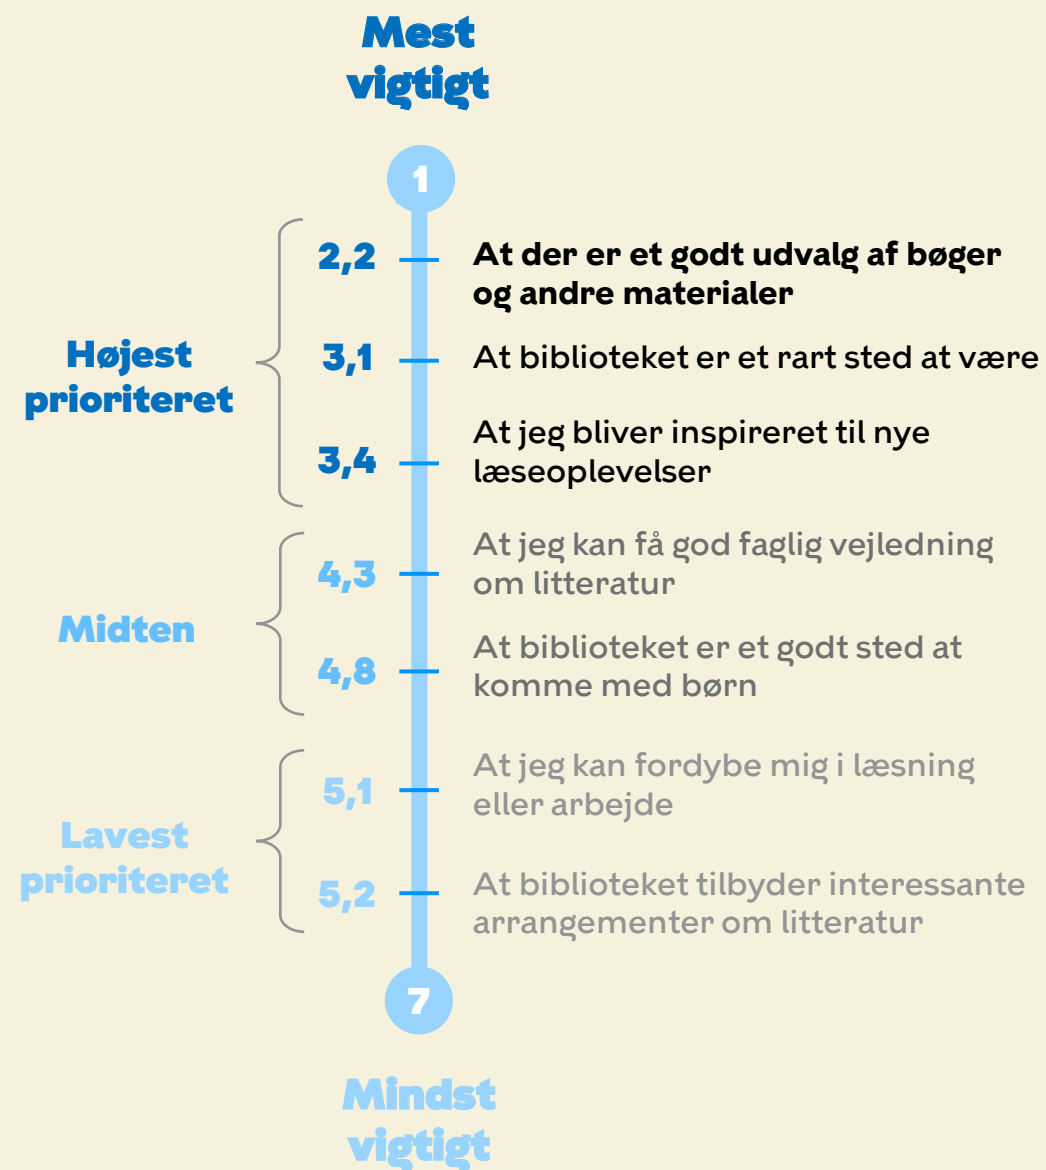 Mest
vigtigt
1
2,2
At der er et godt udvalg af bøger
og andre materialer
Højest
prioriteret
3,1
At biblioteket er et rart sted at være
3,4
At jeg bliver inspireret til nye
læseoplevelser
4,3
At jeg kan få god faglig vejledning
om litteratur
Midten
4,8
At biblioteket er et godt sted at
komme med børn
5,1
At jeg kan fordybe mig i læsning
eller arbejde
Lavest
prioriteret
5,2
At biblioteket tilbyder interessante
arrangementer om litteratur
7
Mindst
vigtigt